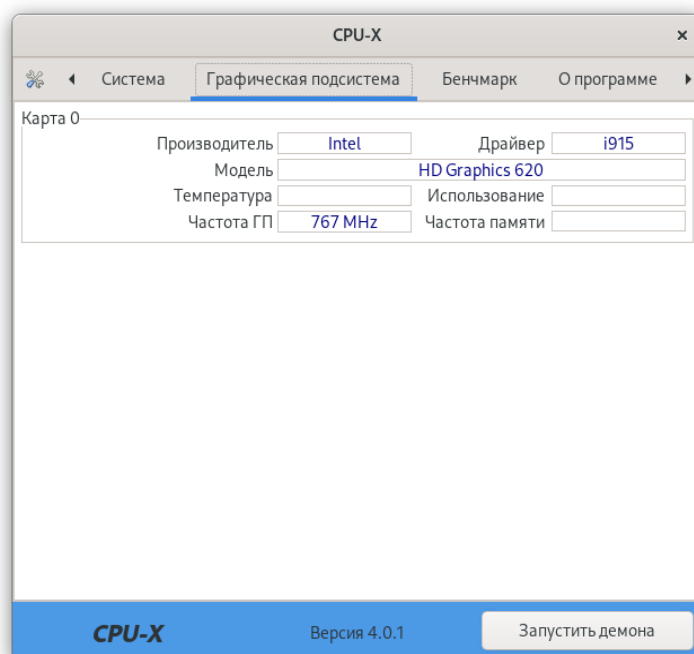 CPU-X
Система Графическая подсистема Бенчмарк О программе
Карта 0
Производитель Intel Драйвер i915
Модель HD Graphics 620
Температура Использование
Частота ГП 767 MHz Частота памяти
CPU-X Версия 4.0.1 Запустить демона